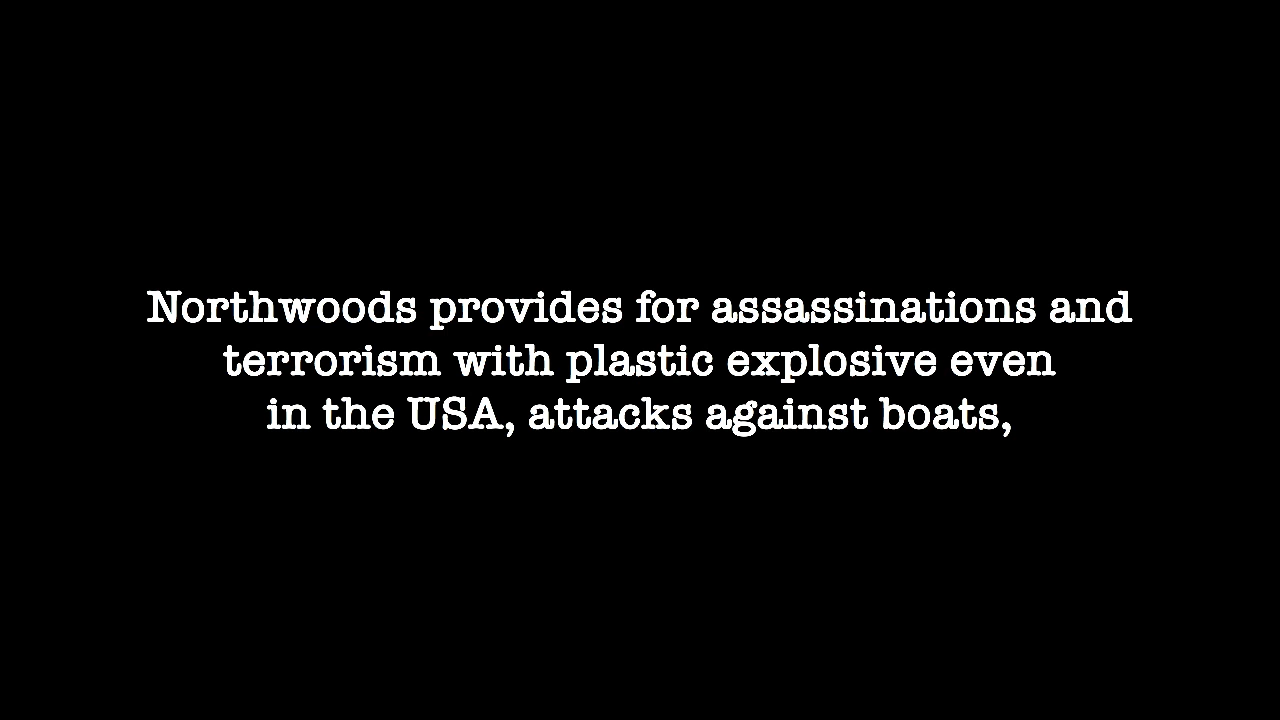 Northwoods provides for assassinations and
terrorism with plastic explosive even
in the USA, attacks against boats,